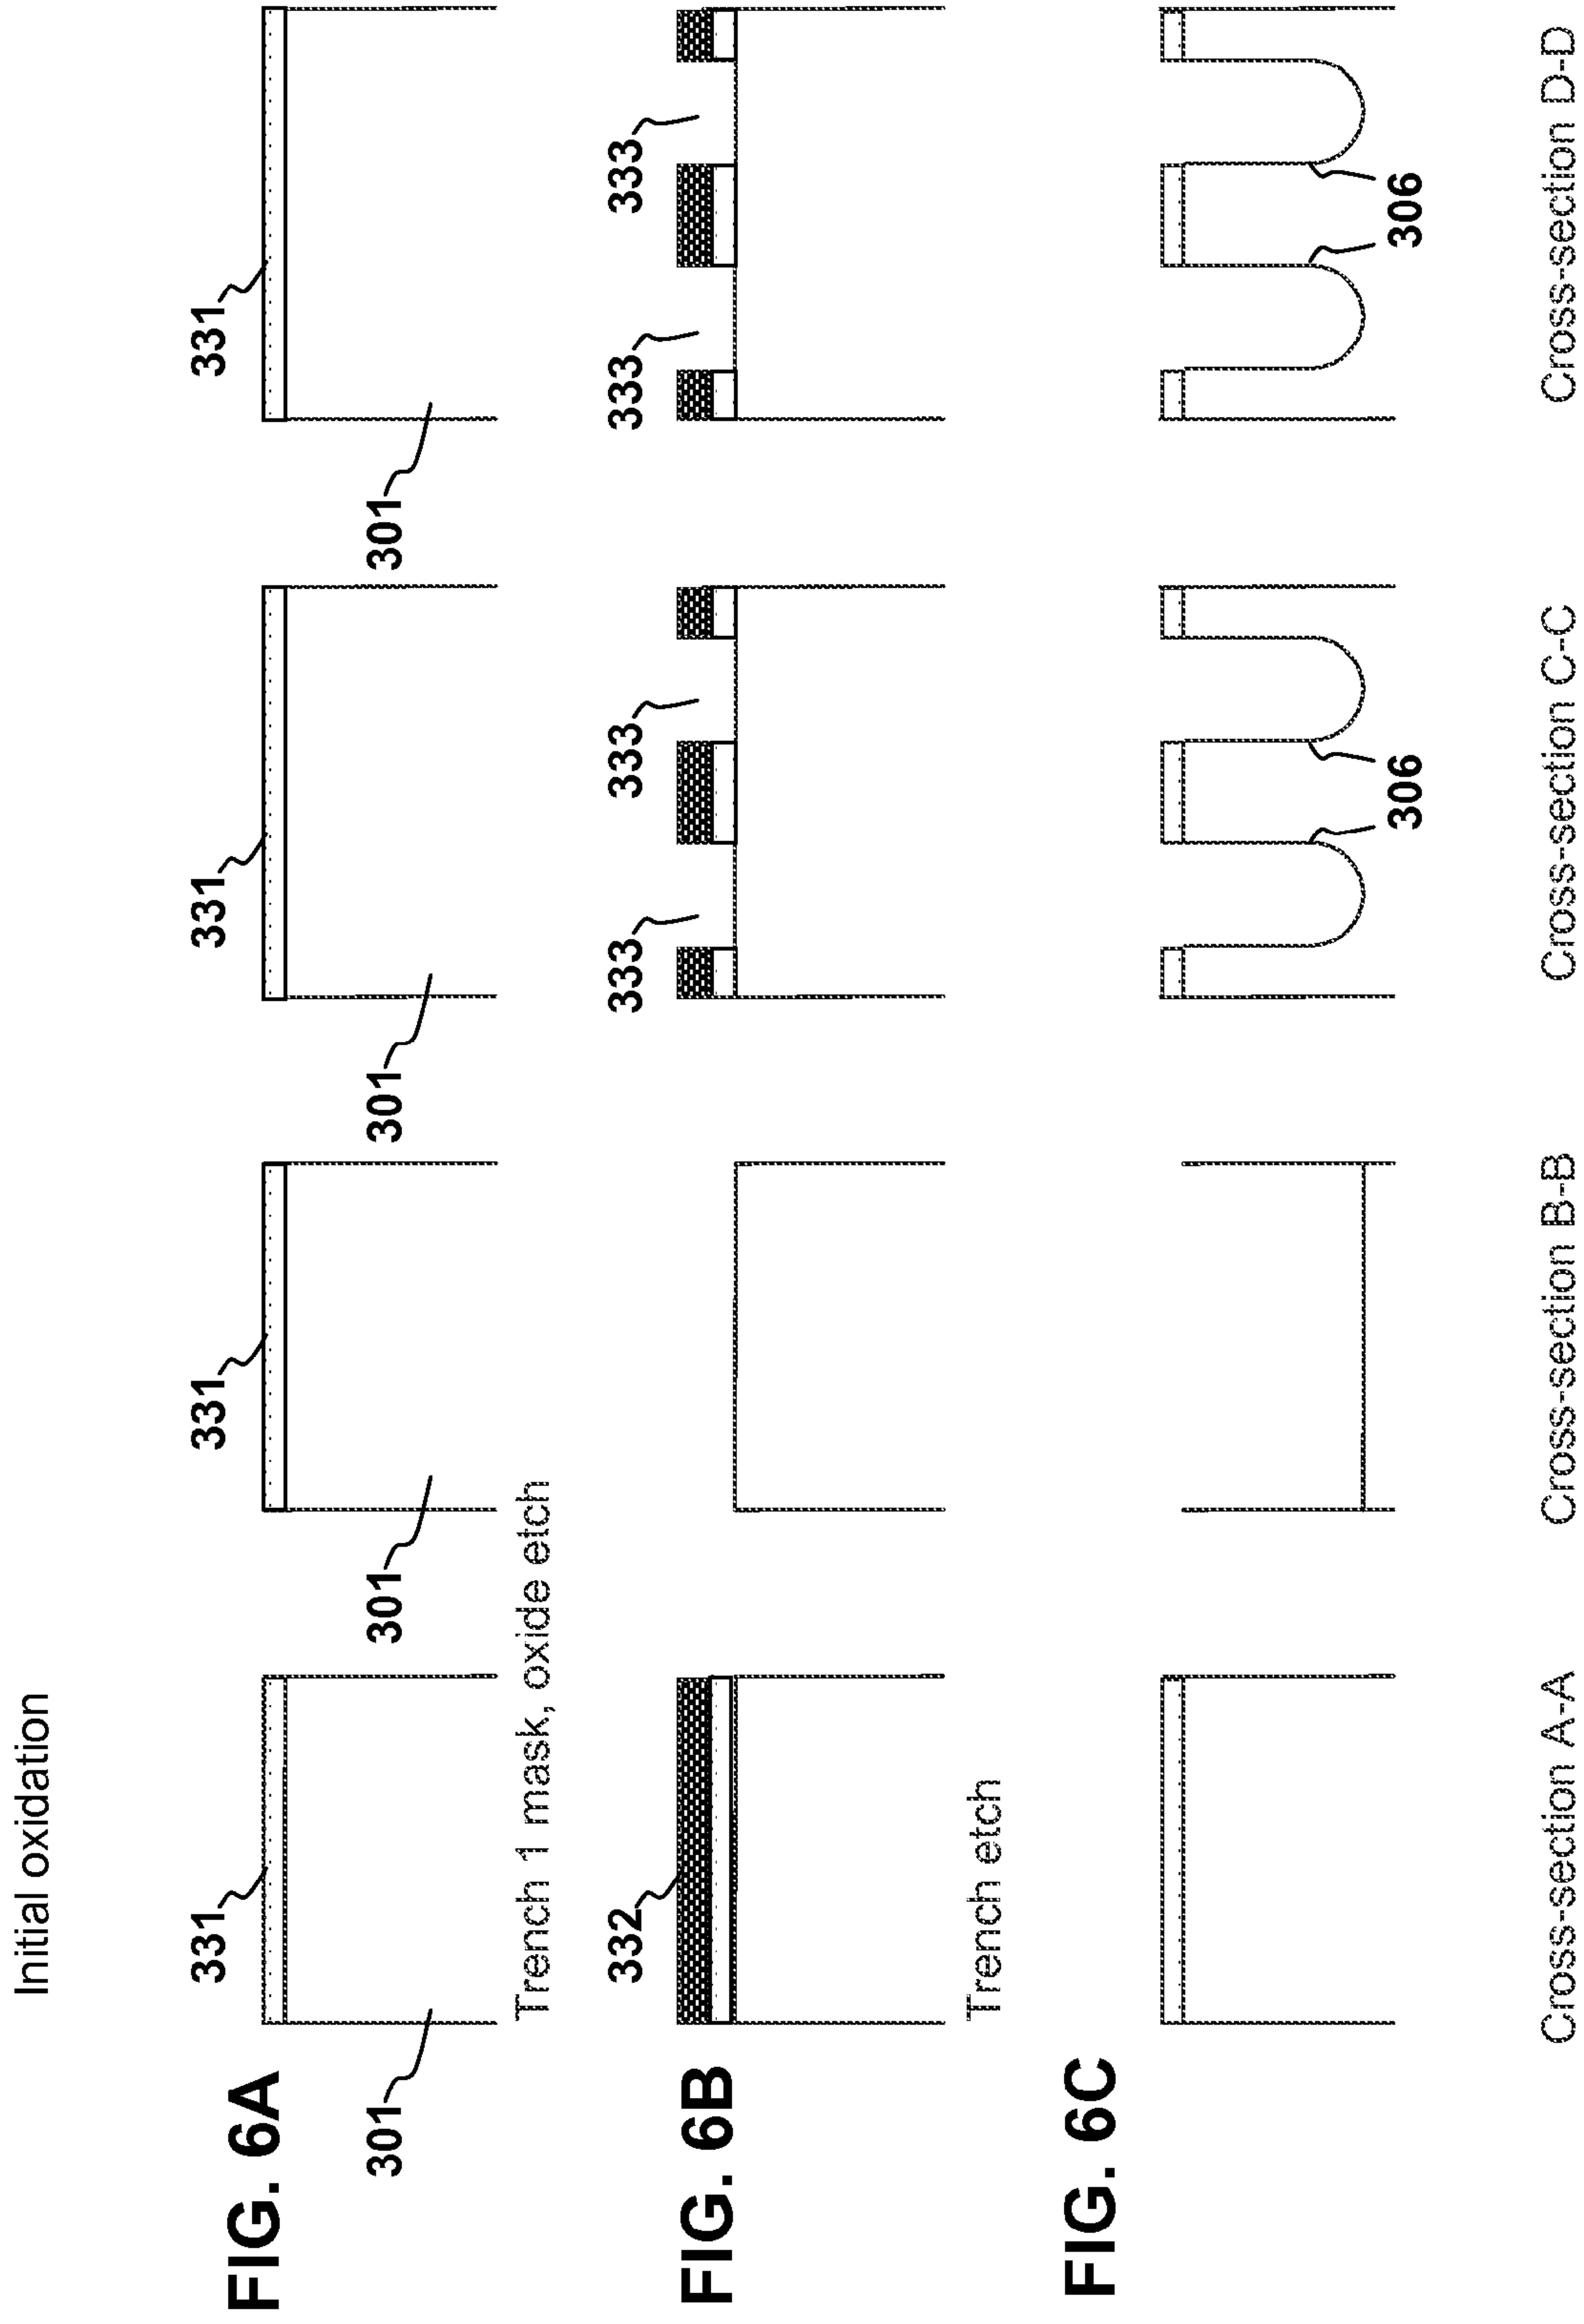 Initial oxidation
331 331 331 331
FIG. 6A
301 301 301 301
Trench 1 mask, oxide etch
332 333 333 333 333
FIG. 6B
Trench etch
FIG. 6C
306 306
Cross-section A-A Cross-section B-B Cross-section C-C Cross-section D-D